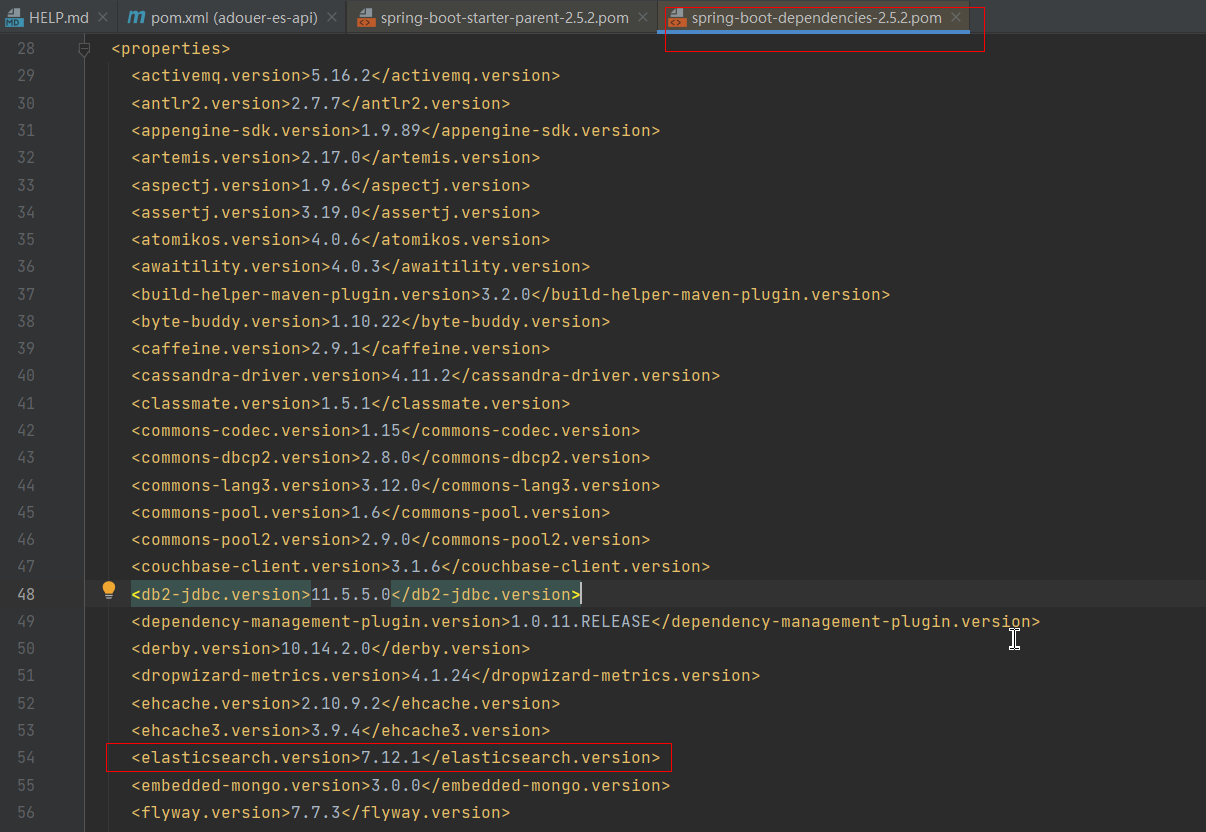 HELP.md pom.xml (adouer-es-api) spring-boot-starter-parent-2.5.2.pom spring-boot-dependencies-2.5.2.pom
28 <properties>
29 <activemq.version>5.16.2</activemq.version>
30 <antlr2.version>2.7.7</antlr2.version>
31 <appengine-sdk.version>1.9.89</appengine-sdk.version>
32 <artemis.version>2.17.0</artemis.version>
33 <aspectj.version>1.9.6</aspectj.version>
34 <assertj.version>3.19.0</assertj.version>
35 <atomikos.version>4.0.6</atomikos.version>
36 <awaitility.version>4.0.3</awaitility.version>
37 <build-helper-maven-plugin.version>3.2.0</build-helper-maven-plugin.version>
38 <byte-buddy.version>1.10.22</byte-buddy.version>
39 <caffeine.version>2.9.1</caffeine.version>
40 <cassandra-driver.version>4.11.2</cassandra-driver.version>
41 <classmate.version>1.5.1</classmate.version>
42 <commons-codec.version>1.15</commons-codec.version>
43 <commons-dbcp2.version>2.8.0</commons-dbcp2.version>
44 <commons-lang3.version>3.12.0</commons-lang3.version>
45 <commons-pool.version>1.6</commons-pool.version>
46 <commons-pool2.version>2.9.0</commons-pool2.version>
47 <couchbase-client.version>3.1.6</couchbase-client.version>
48 <db2-jdbc.version>11.5.5.0</db2-jdbc.version>
49 <dependency-management-plugin.version>1.0.11.RELEASE</dependency-management-plugin.version>
50 <derby.version>10.14.2.0</derby.version>
51 <dropwizard-metrics.version>4.1.24</dropwizard-metrics.version>
52 <ehcache.version>2.10.9.2</ehcache.version>
53 <ehcache3.version>3.9.4</ehcache3.version>
54 <elasticsearch.version>7.12.1</elasticsearch.version>
55 <embedded-mongo.version>3.0.0</embedded-mongo.version>
56 <flyway.version>7.7.3</flyway.version>